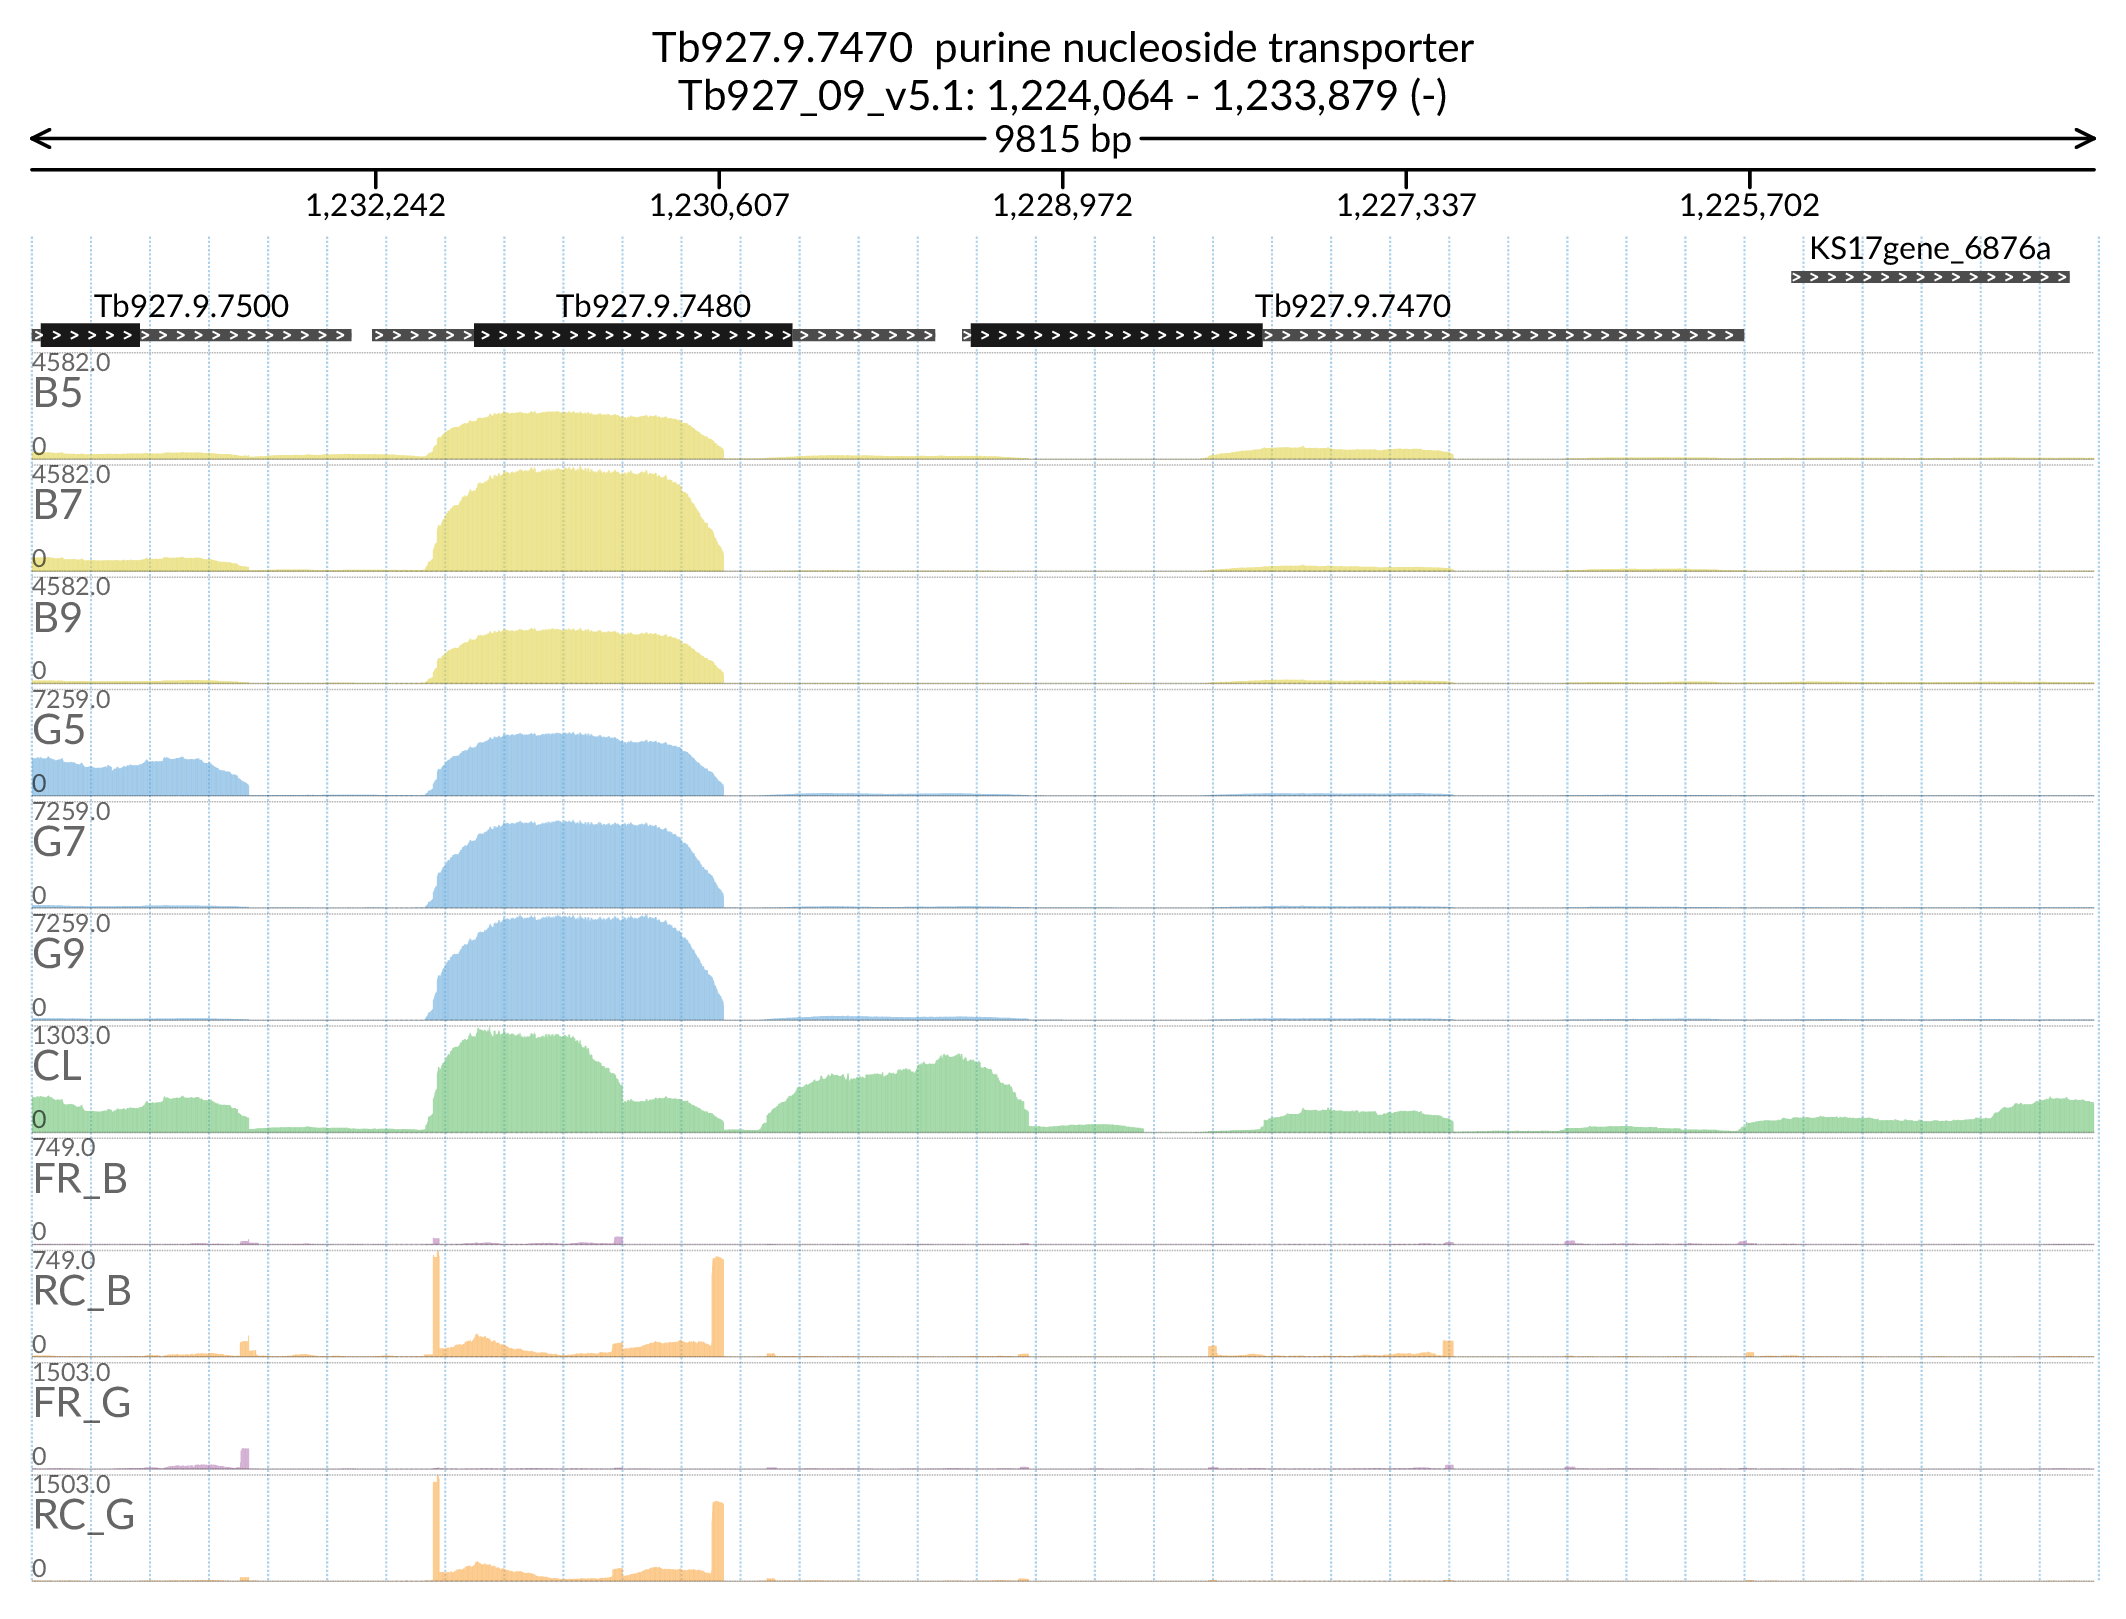 Tb927.9.7470 purine nucleoside transporter
Tb927_09_v5.1: 1,224,064 - 1,233,879 (-)
9815 bp
1,232,242 1,230,607 1,228,972 1,227,337 1,225,702
KS17gene_6876a
Tb927.9.7500 Tb927.9.7480 Tb927.9.7470
4582.0
B5
0
4582.0
B7
0
4582.0
B9
0
7259.0
G5
0
7259.0
G7
0
7259.0
G9
0
1303.0
CL
0
749.0
FR_B
0
749.0
RC_B
0
1503.0
FR_G
0
1503.0
RC_G
0